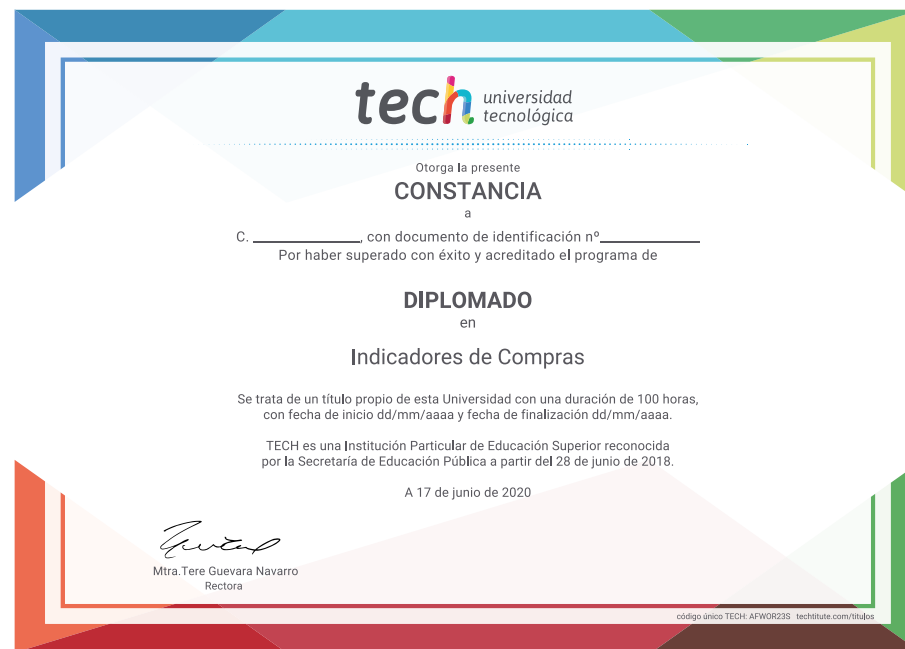 tech universidad
tecnológica
Otorga la presente
CONSTANCIA
a
C. ______________, con documento de identificación nº_____________
Por haber superado con éxito y acreditado el programa de
DIPLOMADO
en
Indicadores de Compras
Se trata de un título propio de esta Universidad con una duración de 100 horas,
con fecha de inicio dd/mm/aaaa y fecha de finalización dd/mm/aaaa.
TECH es una Institución Particular de Educación Superior reconocida
por la Secretaría de Educación Pública a partir del 28 de junio de 2018.
A 17 de junio de 2020
Mtra.Tere Guevara Navarro
Rectora
código único TECH: AFWOR23S techtitute.com/titulos